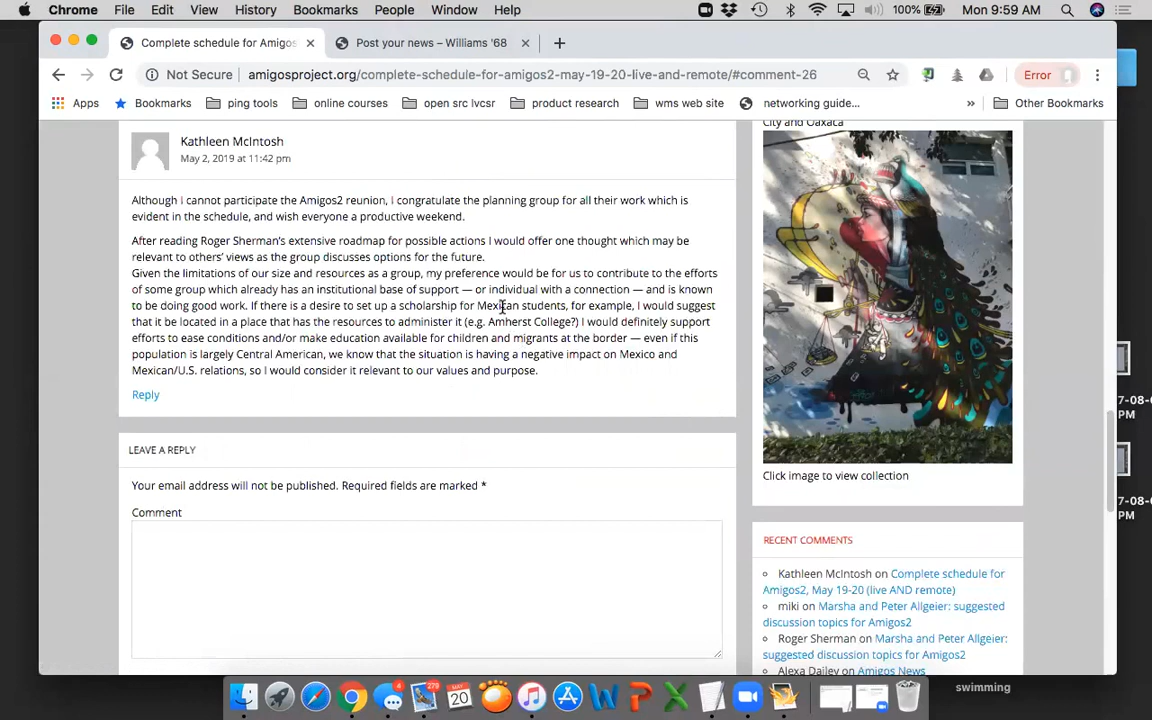 Chrome File Edit View History Bookmarks People Window Help 100% Mon 9:59 AM
Complete schedule for Amigos Post your news – Williams '68
Not Secure amigosproject.org/complete-schedule-for-amigos2-may-19-20-live-and-remote/#comment-26 Error
Apps Bookmarks ping tools online courses open src lvcsr product research wms web site networking guide... » Other Bookmarks
City and Oaxaca
Kathleen McIntosh
May 2, 2019 at 11:42 pm
Although I cannot participate the Amigos2 reunion, I congratulate the planning group for all their work which is
evident in the schedule, and wish everyone a productive weekend.
After reading Roger Sherman's extensive roadmap for possible actions I would offer one thought which may be
relevant to others' views as the group discusses options for the future.
Given the limitations of our size and resources as a group, my preference would be for us to contribute to the efforts
of some group which already has an institutional base of support — or individual with a connection — and is known
to be doing good work. If there is a desire to set up a scholarship for Mexican students, for example, I would suggest
that it be located in a place that has the resources to administer it (e.g. Amherst College?) I would definitely support
efforts to ease conditions and/or make education available for children and migrants at the border — even if this
population is largely Central American, we know that the situation is having a negative impact on Mexico and
Mexican/U.S. relations, so I would consider it relevant to our values and purpose.
Reply
LEAVE A REPLY
Your email address will not be published. Required fields are marked *
Comment
Click image to view collection
RECENT COMMENTS
Kathleen McIntosh on Complete schedule for
Amigos2, May 19-20 (live AND remote)
miki on Marsha and Peter Allgeier: suggested
discussion topics for Amigos2
Roger Sherman on Marsha and Peter Allgeier:
suggested discussion topics for Amigos2
Alexa Dailey on Amigos News
7-08-
PM
7-08-
PM
swimming
4
279
MAY
20